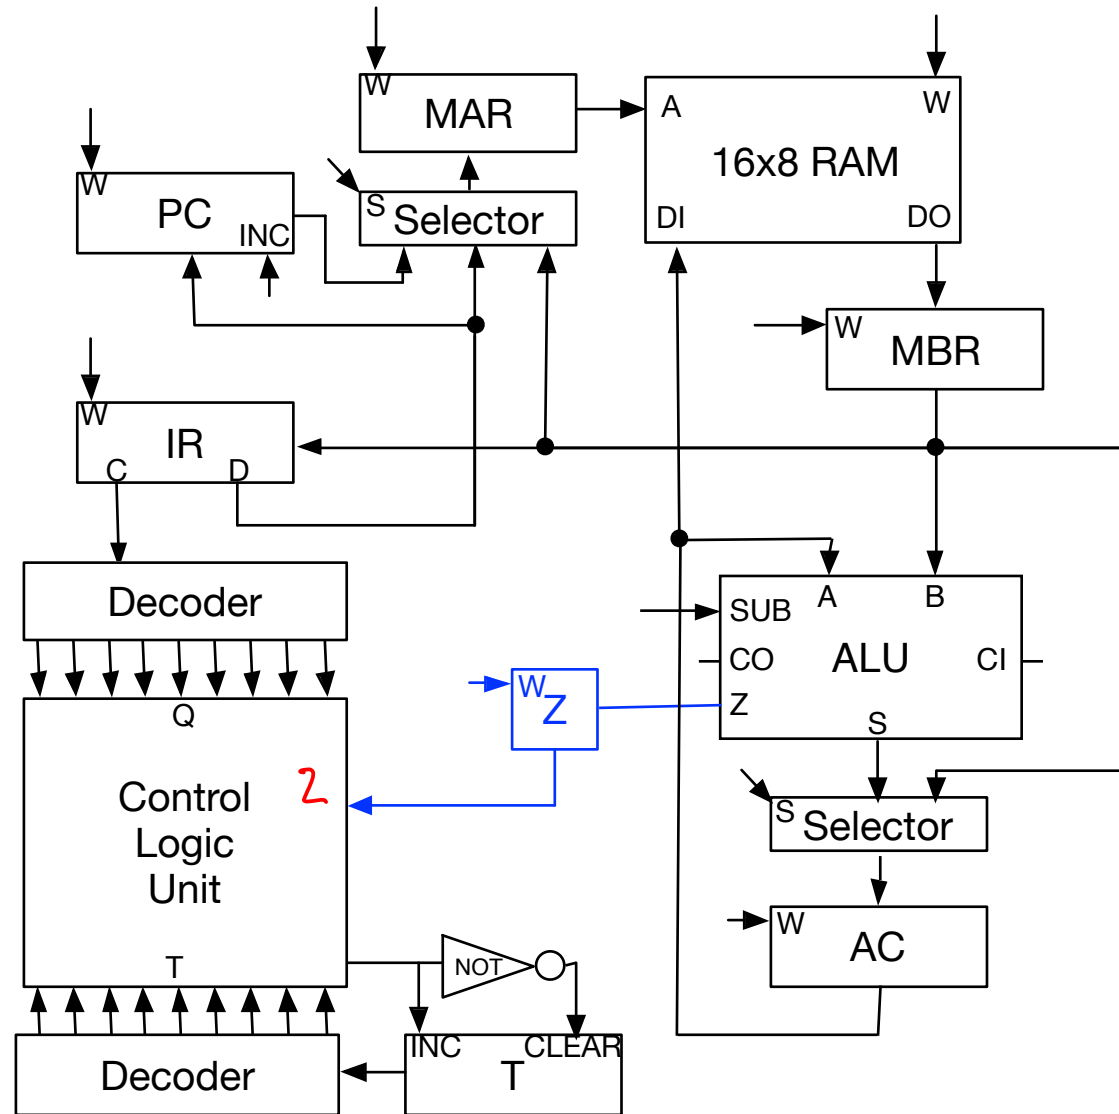 W
MAR
A
W
16x8 RAM
DI
DO
W
PC
INC
S
Selector
W
MBR
W
IR
C
D
Decoder
Q
Control
Logic
Unit
2
T
Decoder
W
Z
SUB
A
B
CO
ALU
CI
Z
S
S
Selector
W
AC
NOT
INC
CLEAR
T